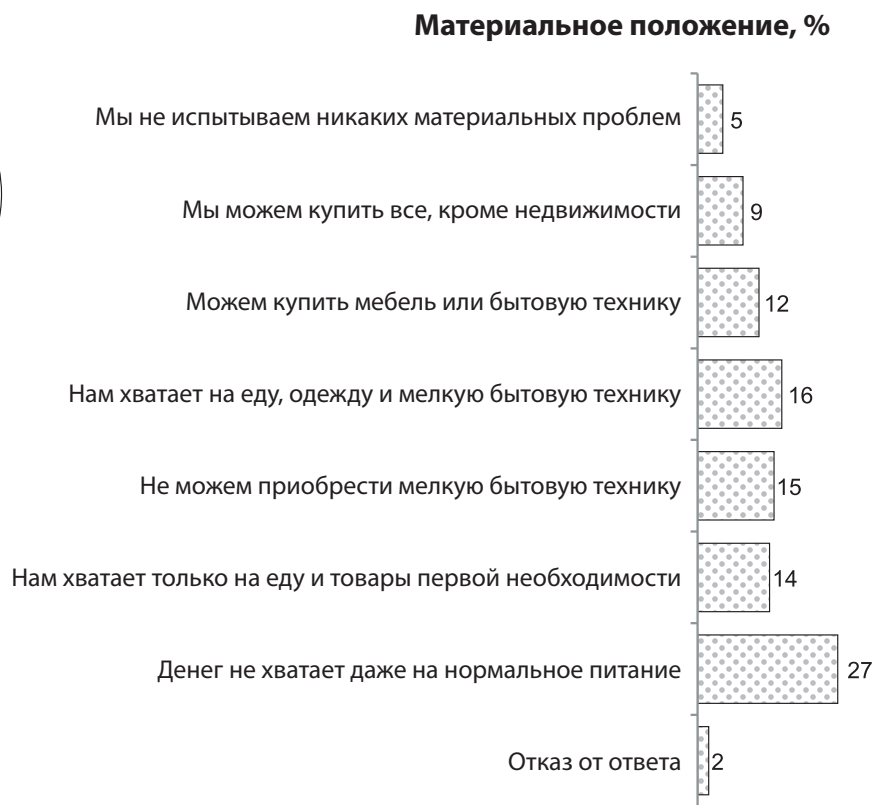 Материальное положение, %
Мы не испытываем никаких материальных проблем 5
Мы можем купить все, кроме недвижимости 9
Можем купить мебель или бытовую технику 12
Нам хватает на еду, одежду и мелкую бытовую технику 16
Не можем приобрести мелкую бытовую технику 15
Нам хватает только на еду и товары первой необходимости 14
Денег не хватает даже на нормальное питание 27
Отказ от ответа 2